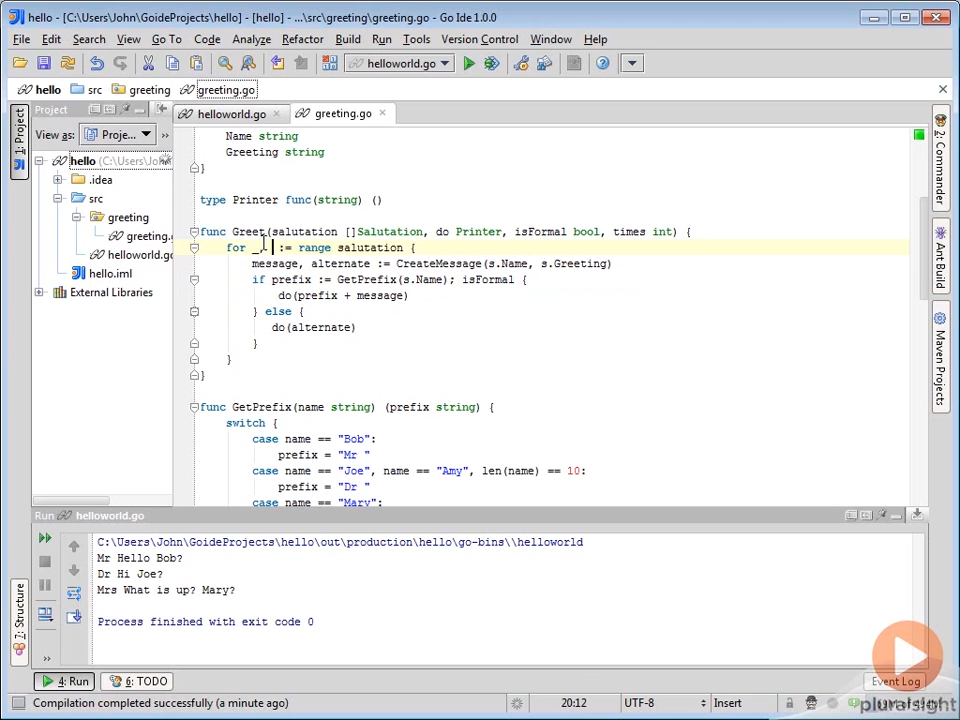 hello - [C:\Users\John\GoideProjects\hello] - [hello] - ...\src\greeting\greeting.go - Go Ide 1.0.0
File Edit Search View Go To Code Analyze Refactor Build Run Tools Version Control Window Help
helloworld.go
hello src greeting greeting.go
Project helloworld.go greeting.go
View as: Proje...
hello (C:\Users\John
.idea
src
greeting
greeting.
helloworld.go
hello.iml
External Libraries
1: Project
Name string
Greeting string
}
type Printer func(string) ()
func Greet(salutation []Salutation, do Printer, isFormal bool, times int) {
for _, := range salutation {
message, alternate := CreateMessage(s.Name, s.Greeting)
if prefix := GetPrefix(s.Name); isFormal {
do(prefix + message)
} else {
do(alternate)
}
}
}
func GetPrefix(name string) (prefix string) {
switch {
case name == "Bob":
prefix = "Mr "
case name == "Joe", name == "Amy", len(name) == 10:
prefix = "Dr "
case name == "Mary":
2: Commander
Ant Build
Maven Projects
Run helloworld.go
C:\Users\John\GoideProjects\hello\out\production\hello\go-bins\\helloworld
Mr Hello Bob?
Dr Hi Joe?
Mrs What is up? Mary?
Process finished with exit code 0
7: Structure
4: Run 6: TODO Event Log
Compilation completed successfully (a minute ago) 20:12 UTF-8 Insert
pluralsight